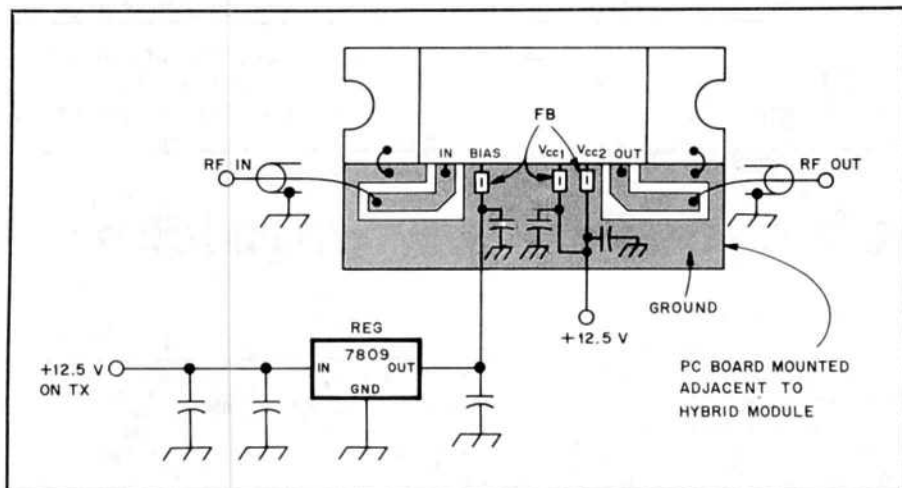 FB
IN BIAS VCC1 VCC2 OUT
RF IN
RF OUT
GROUND
+12.5 V
REG
7809
IN OUT
GND
+12.5 V
ON TX
PC BOARD MOUNTED
ADJACENT TO
HYBRID MODULE